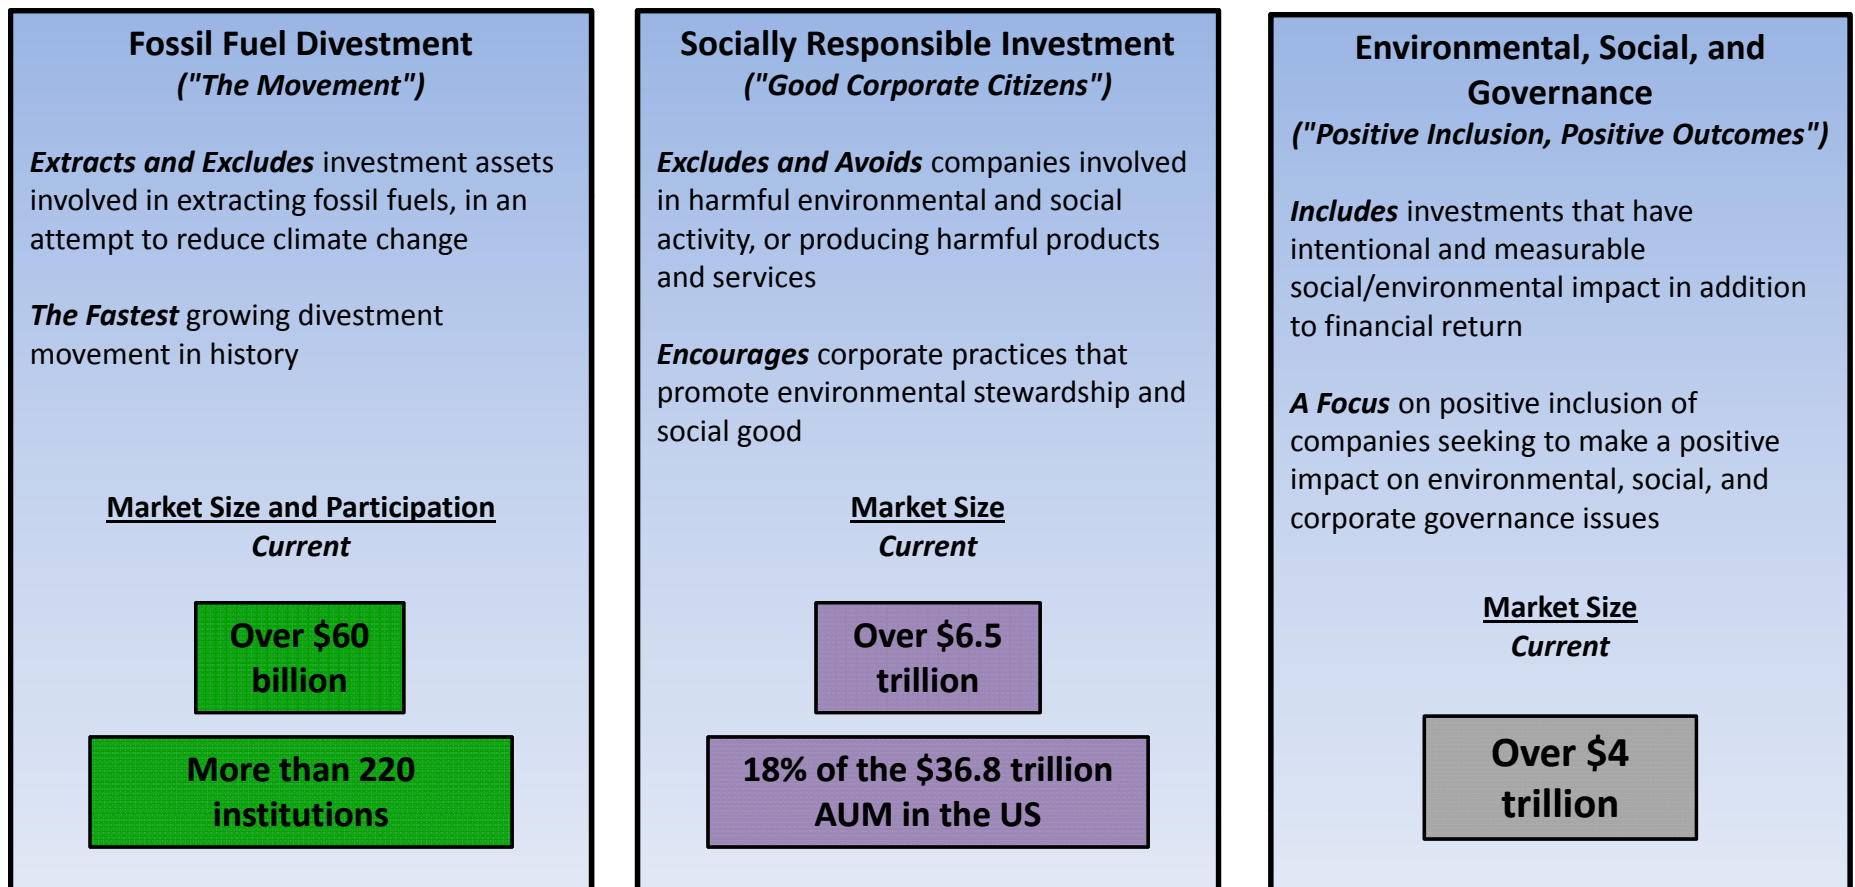 Fossil Fuel Divestment
("The Movement")
Extracts and Excludes investment assets
involved in extracting fossil fuels, in an
attempt to reduce climate change
The Fastest growing divestment
movement in history
Market Size and Participation
Current
Over $60
billion
More than 220
institutions
Socially Responsible Investment
("Good Corporate Citizens")
Excludes and Avoids companies involved
in harmful environmental and social
activity, or producing harmful products
and services
Encourages corporate practices that
promote environmental stewardship and
social good
Market Size
Current
Over $6.5
trillion
18% of the $36.8 trillion
AUM in the US
Environmental, Social, and
Governance
("Positive Inclusion, Positive Outcomes")
Includes investments that have
intentional and measurable
social/environmental impact in addition
to financial return
A Focus on positive inclusion of
companies seeking to make a positive
impact on environmental, social, and
corporate governance issues
Market Size
Current
Over $4
trillion